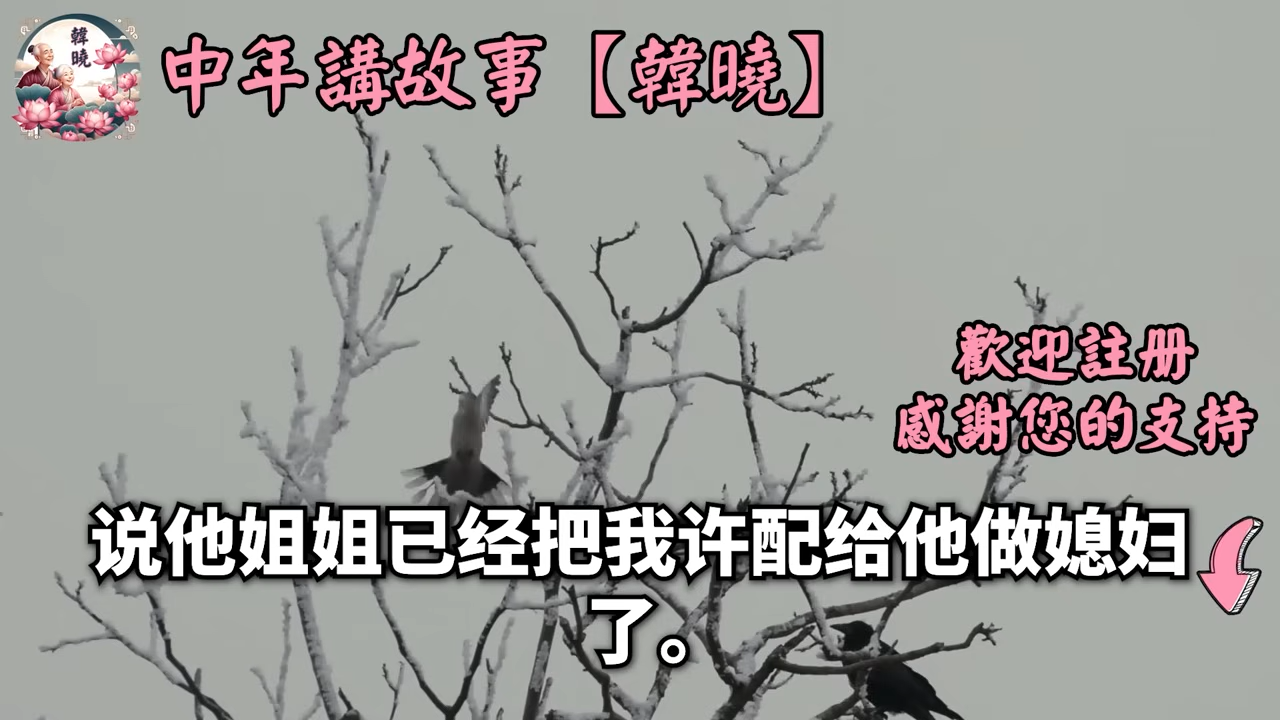 韓曉
中年講故事【韓曉】
歡迎註册
感謝您的支持
说他姐姐已经把我许配给他做媳妇
了。